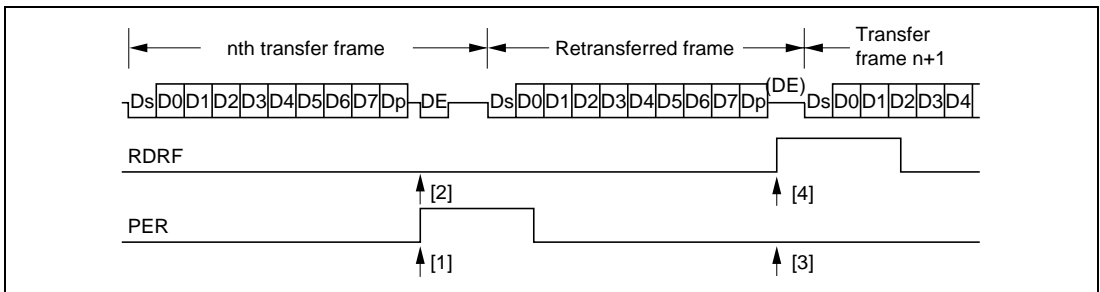 nth transfer frame
Retransferred frame
Transfer
frame n+1
Ds D0 D1 D2 D3 D4 D5 D6 D7 Dp DE Ds D0 D1 D2 D3 D4 D5 D6 D7 Dp (DE) Ds D0 D1 D2 D3 D4
RDRF
[2] [4]
PER
[1] [3]